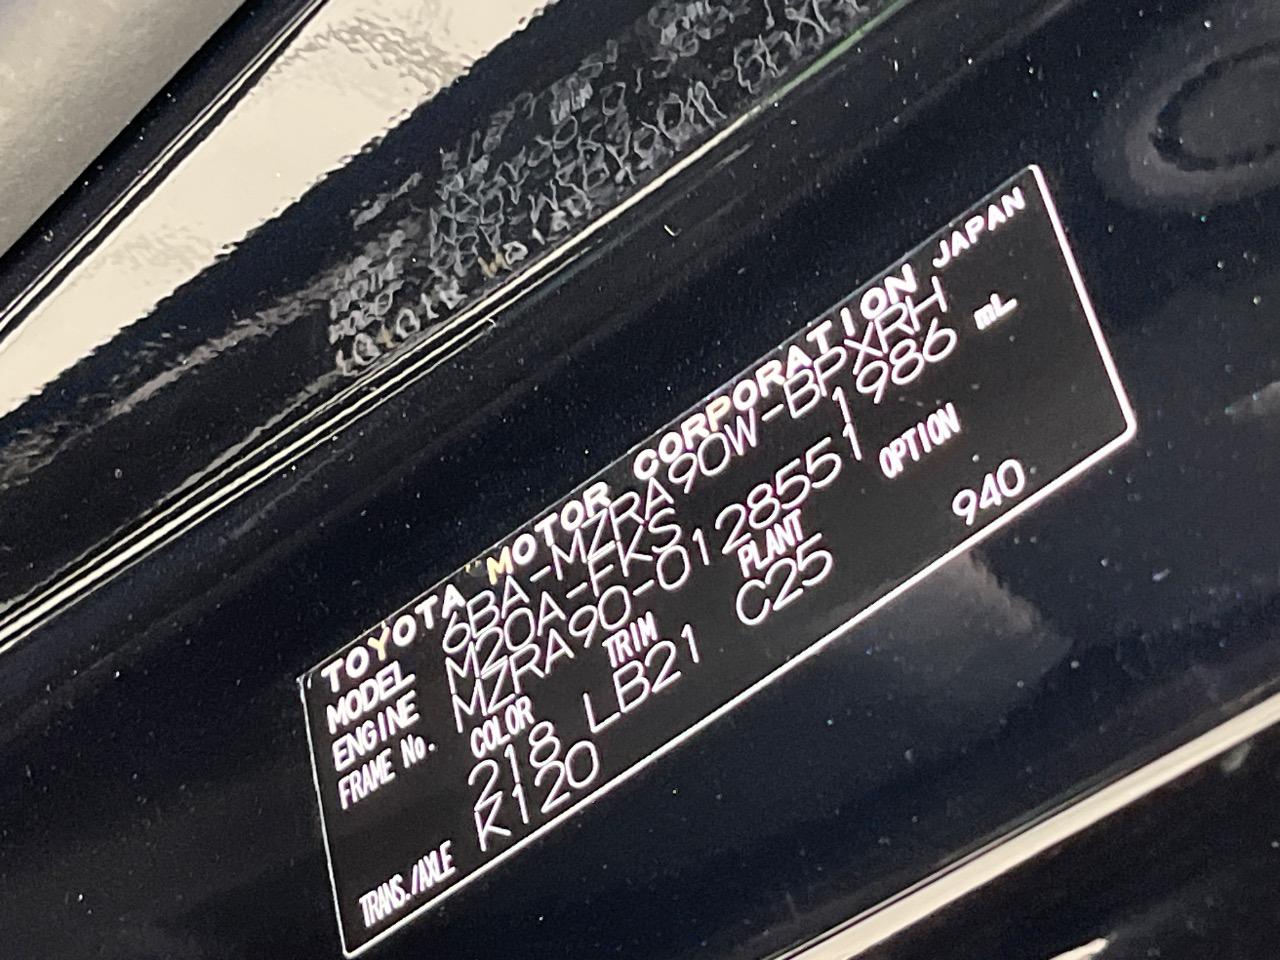 TOYOTA MOTOR CORPORATION JAPAN
MODEL 6BA-MZRA90W-BPXRH
ENGINE M20A-FKS 1986 mL
FRAME No. MZRA90-0128551
COLOR TRIM PLANT OPTION
218 LB21 C25 940
TRANS./AXLE K120